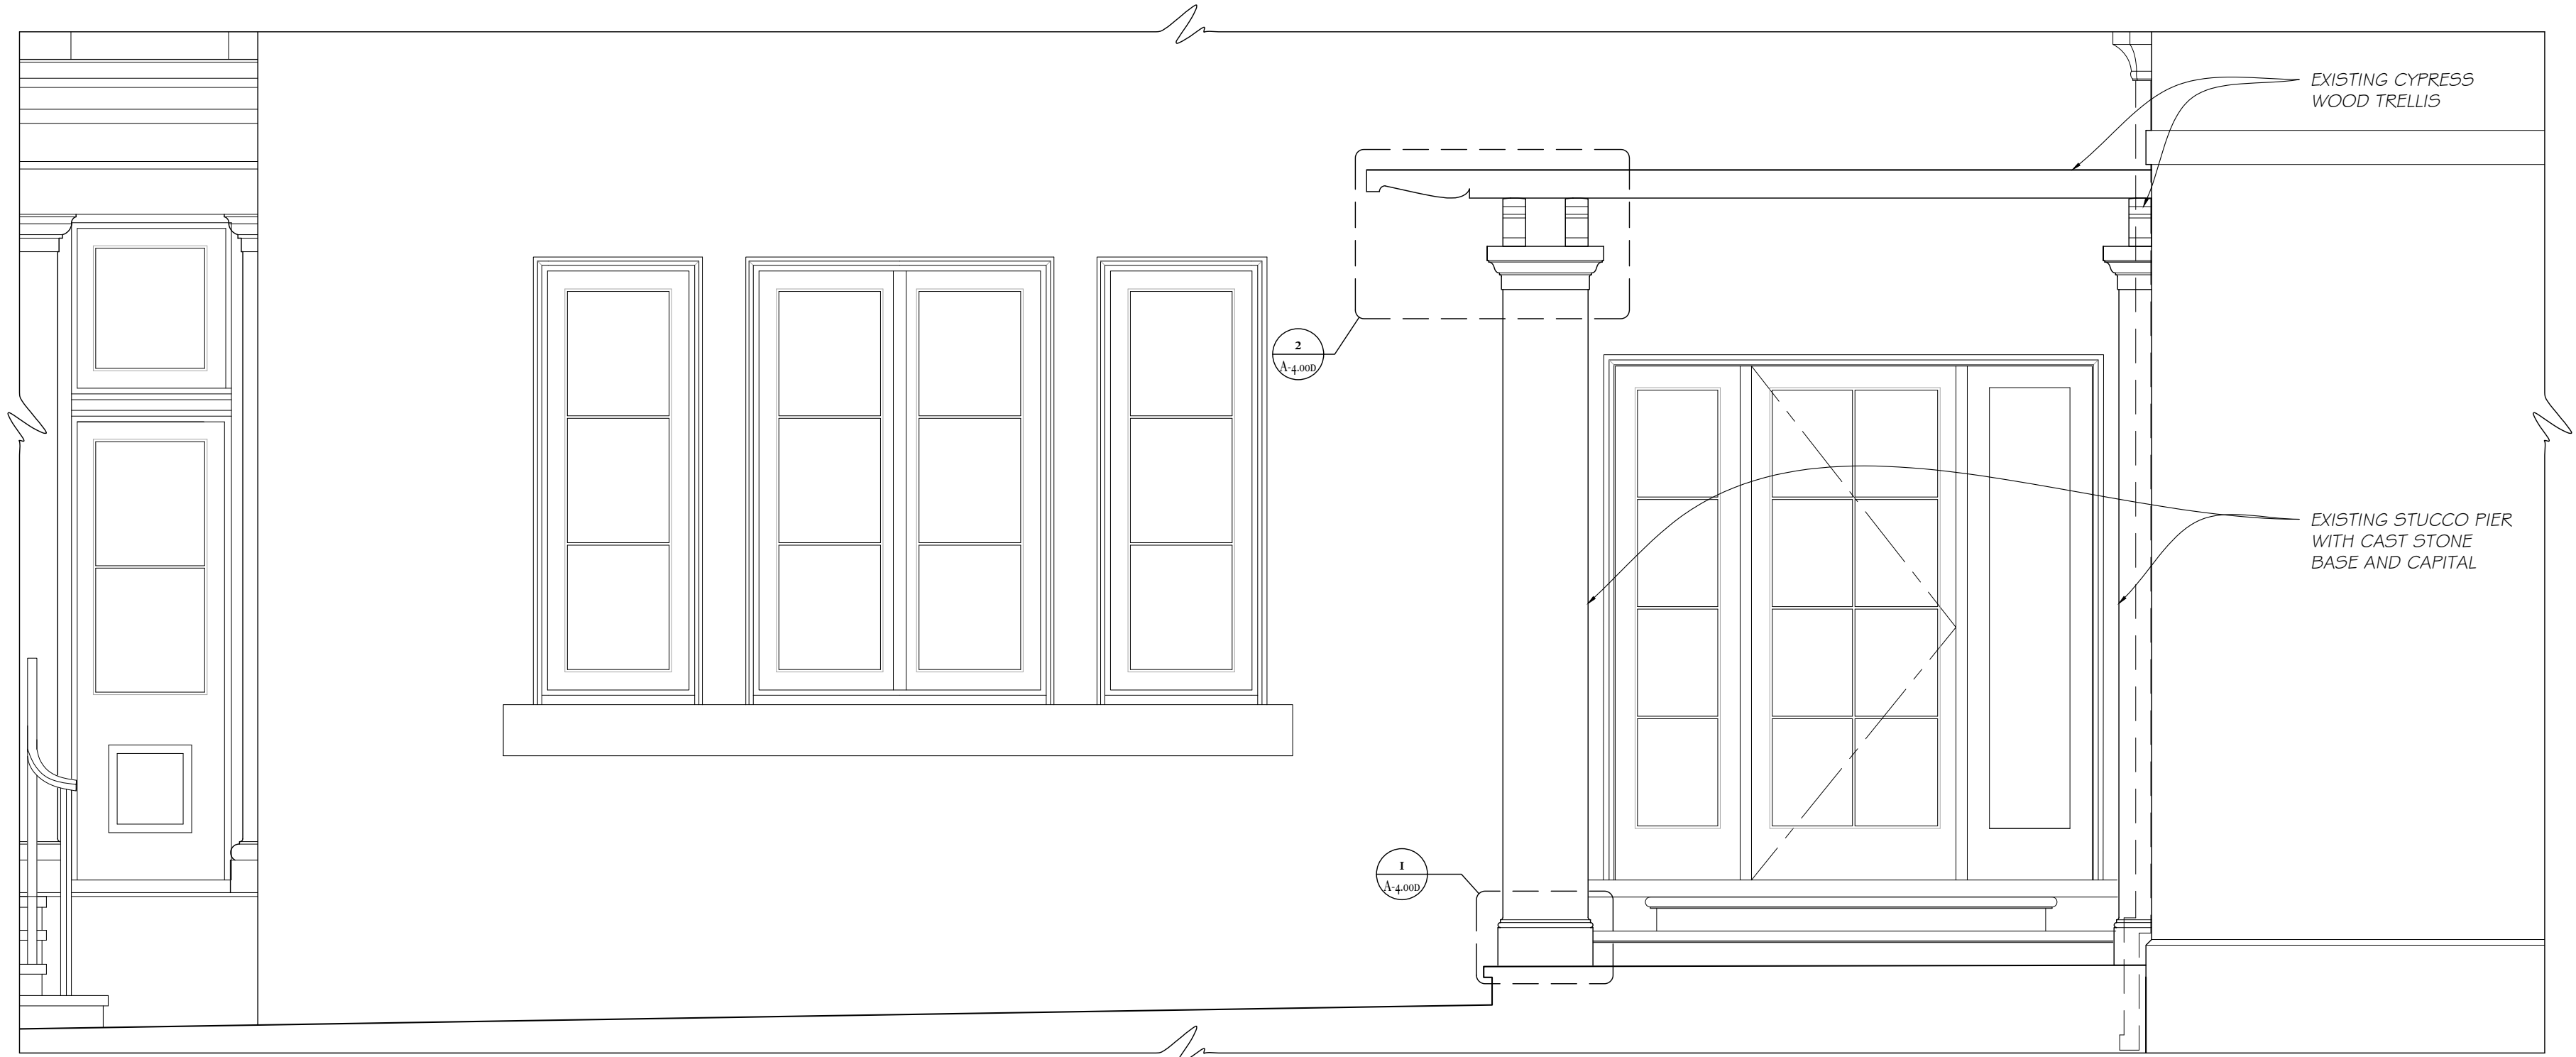 EXISTING CYPRESS
WOOD TRELLIS
2
A-4.00D
EXISTING STUCCO PIER
WITH CAST STONE
BASE AND CAPITAL
1
A-4.00D